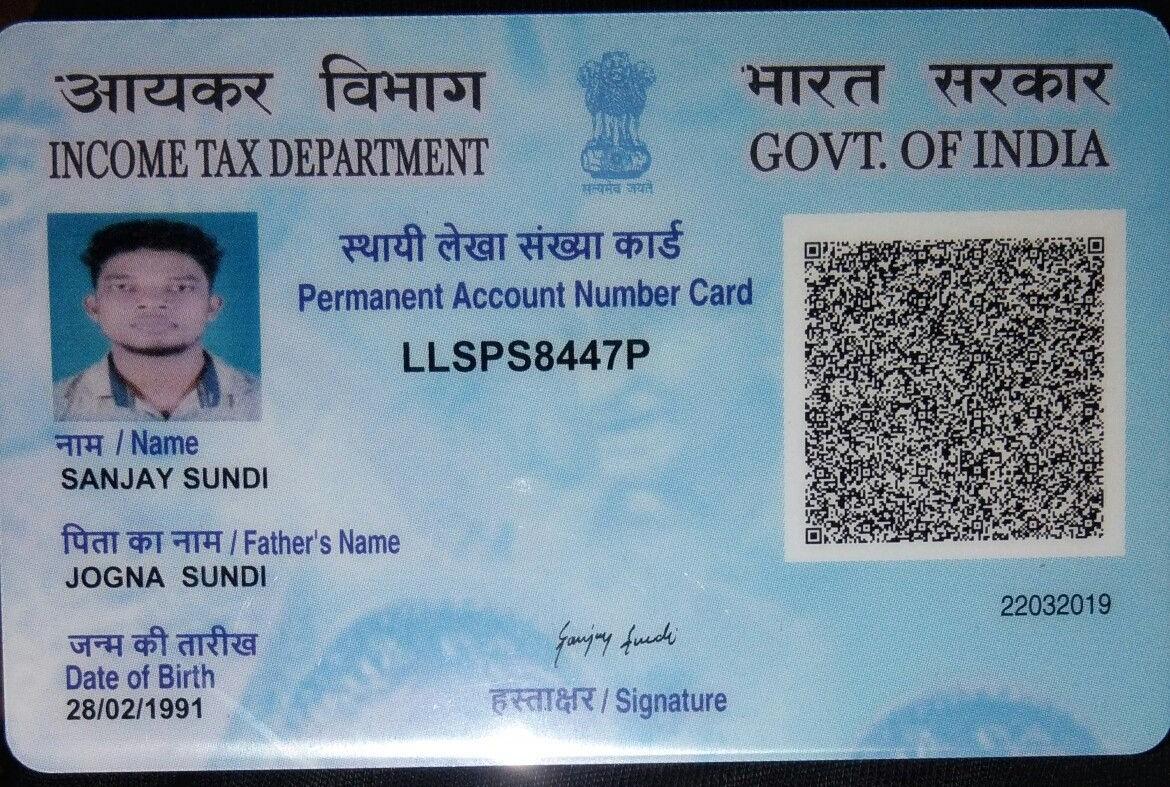 आयकर विभाग
INCOME TAX DEPARTMENT
सत्यमेव जयते
भारत सरकार
GOVT. OF INDIA
स्थायी लेखा संख्या कार्ड
Permanent Account Number Card
LLSPS8447P
नाम / Name
SANJAY SUNDI
पिता का नाम / Father's Name
JOGNA SUNDI
जन्म की तारीख
Date of Birth
28/02/1991
Sanjay Sundi
हस्ताक्षर / Signature
22032019